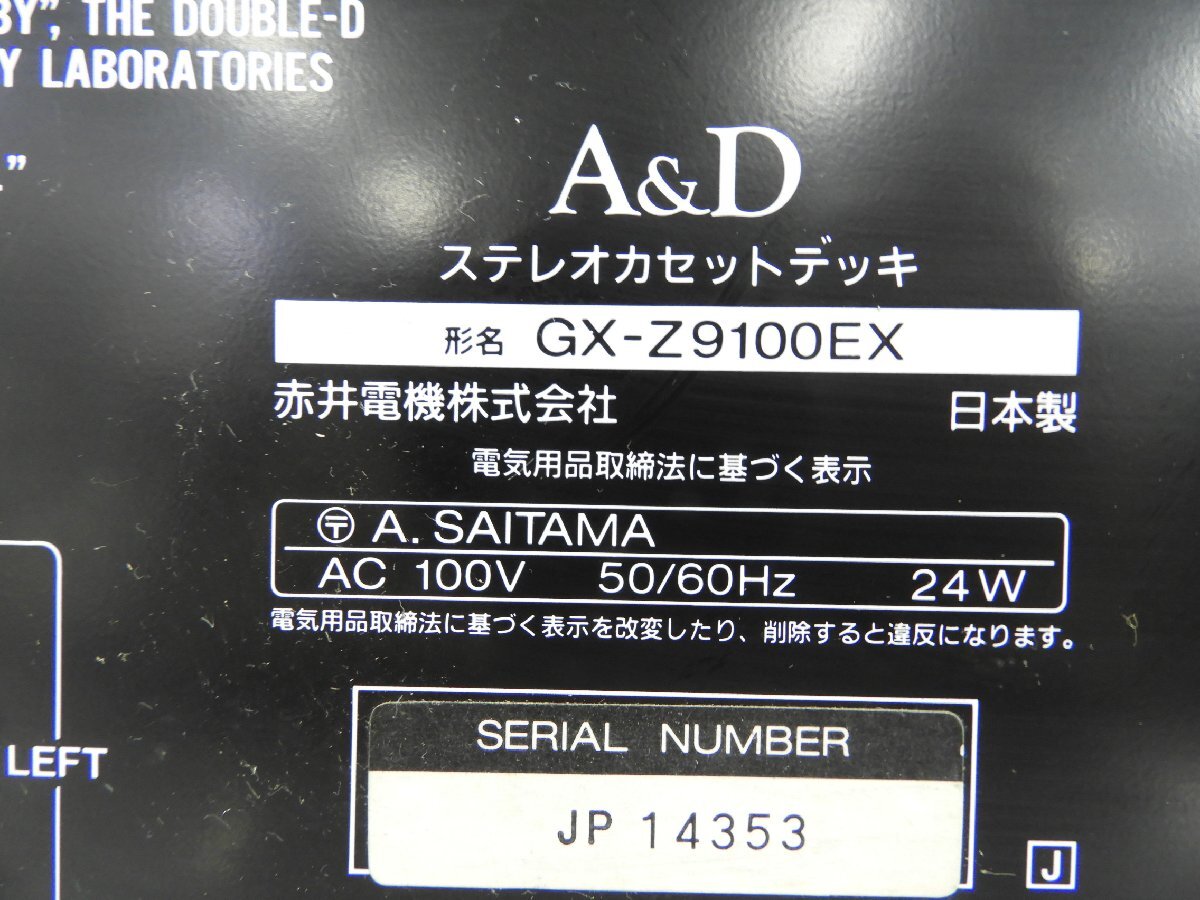 BY”, THE DOUBLE-D
Y LABORATORIES
”
A&D
ステレオカセットデッキ
形名 GX-Z9100EX
赤井電機株式会社 日本製
電気用品取締法に基づく表示
〶 A. SAITAMA
AC 100V 50/60Hz 24W
電気用品取締法に基づく表示を改変したり、削除すると違反になります。
LEFT
SERIAL NUMBER
JP 14353
J